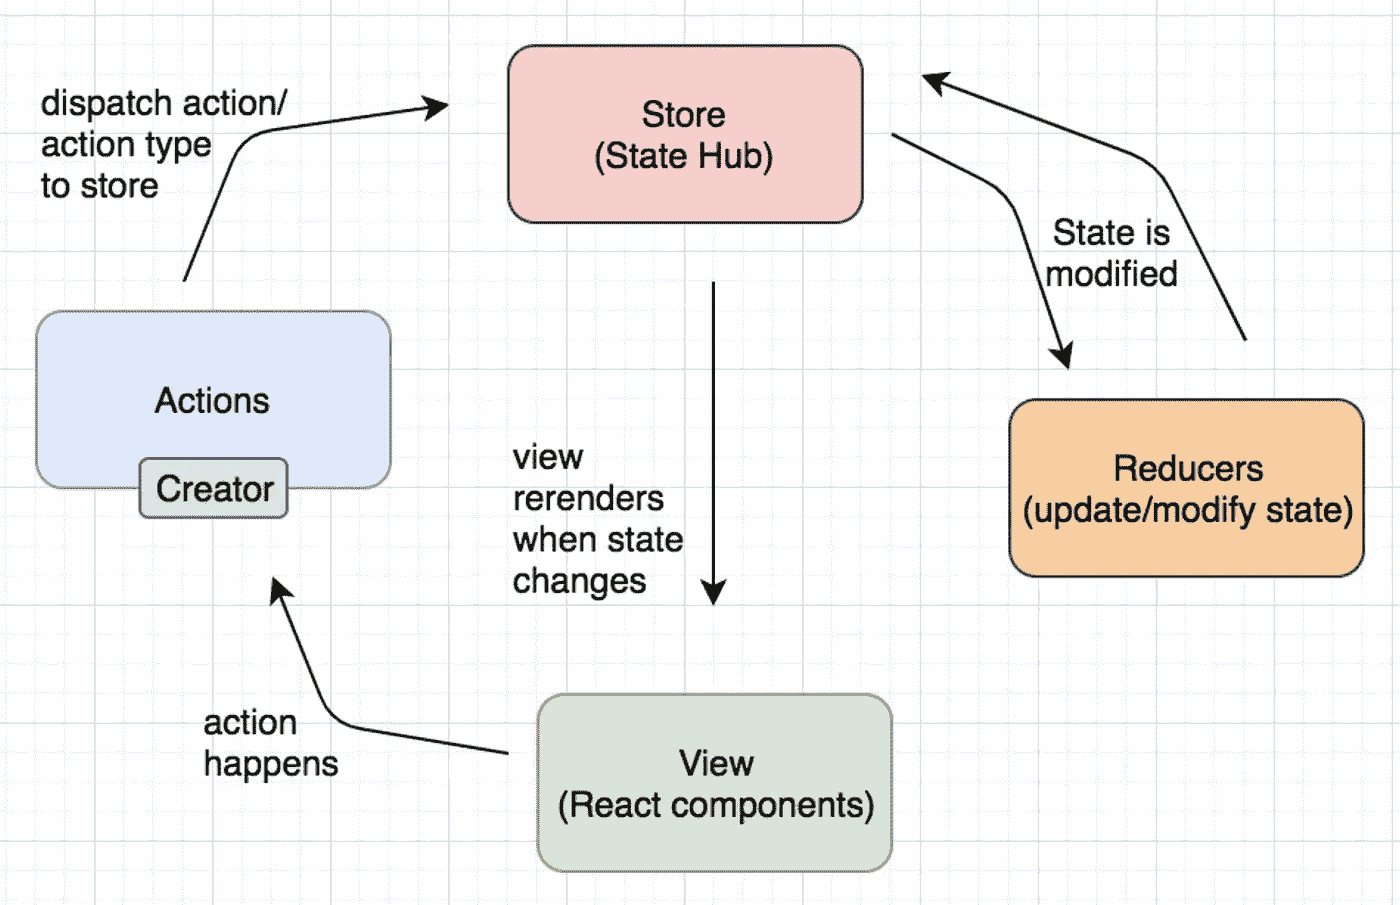 dispatch action/
action type
to store
Store
(State Hub)
State is
modified
Actions
Creator
view
rerenders
when state
changes
Reducers
(update/modify state)
action
happens
View
(React components)